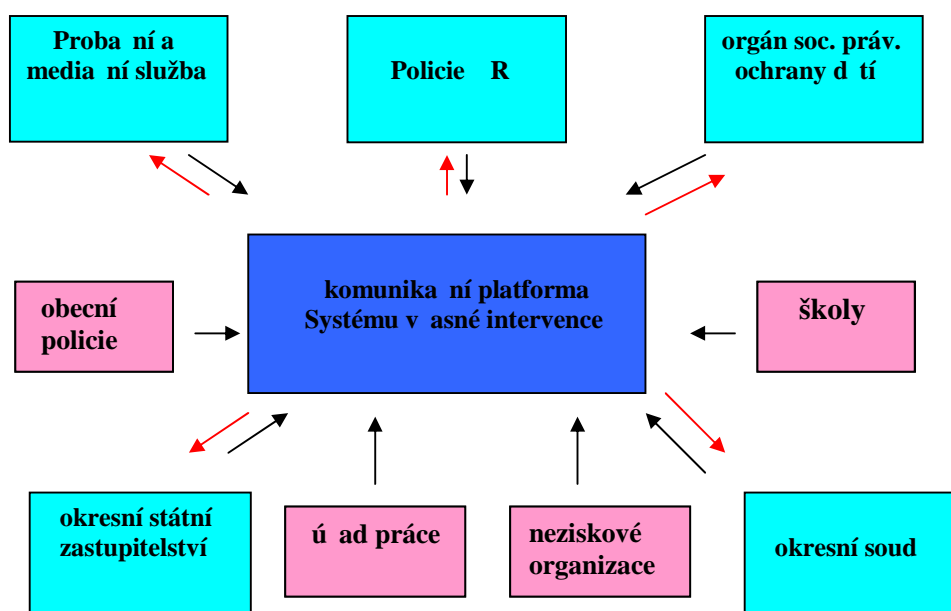 Proba ní a
media ní služba
Policie R
orgán soc. práv.
ochrany d tí
komunika ní platforma
Systému v asné intervence
obecní
policie
školy
okresní státní
zastupitelství
ú ad práce
neziskové
organizace
okresní soud